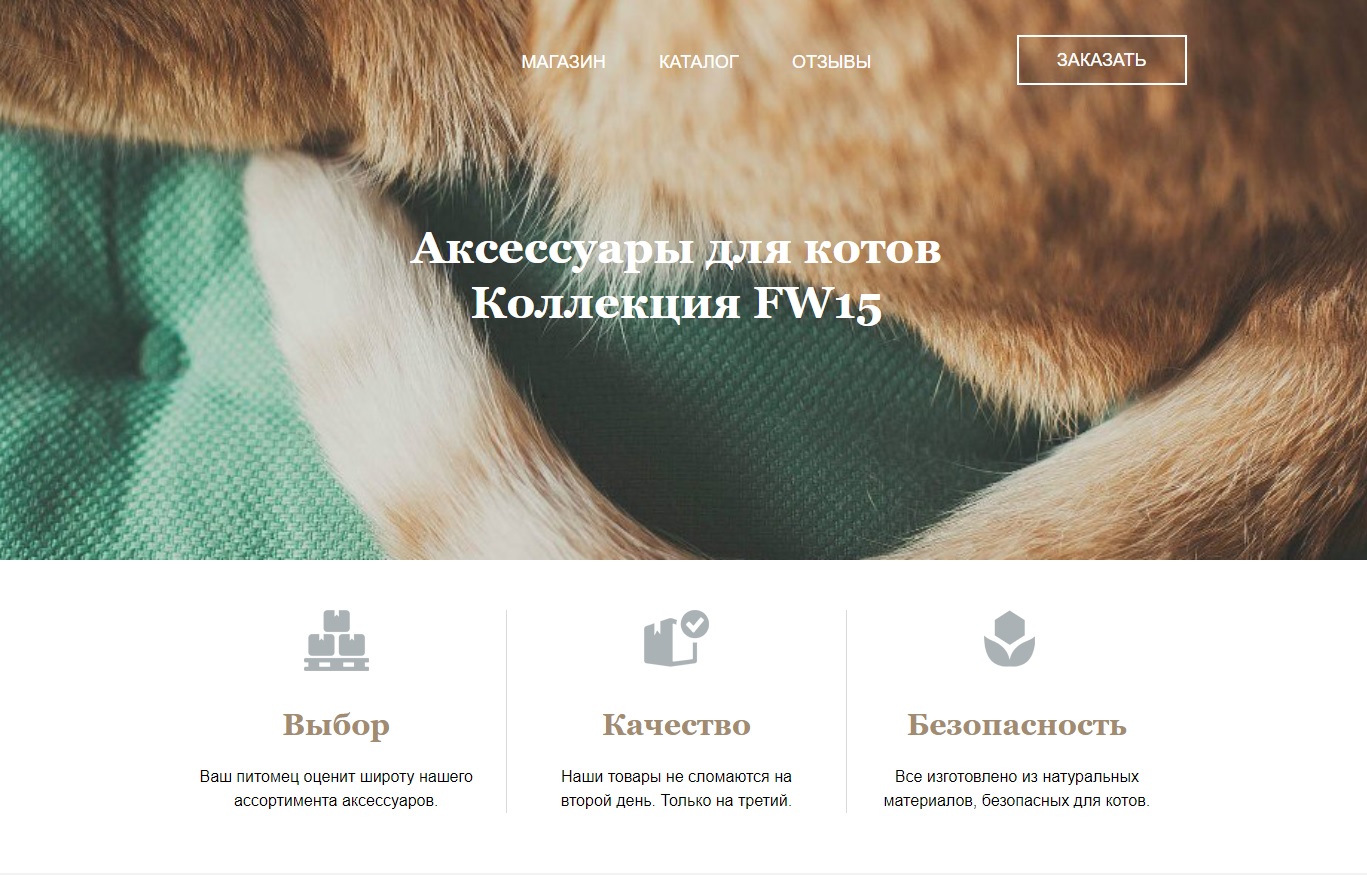 МАГАЗИН КАТАЛОГ ОТЗЫВЫ ЗАКАЗАТЬ
Аксессуары для котов
Коллекция FW15
Выбор
Ваш питомец оценит широту нашего
ассортимента аксессуаров.
Качество
Наши товары не сломаются на
второй день. Только на третий.
Безопасность
Все изготовлено из натуральных
материалов, безопасных для котов.